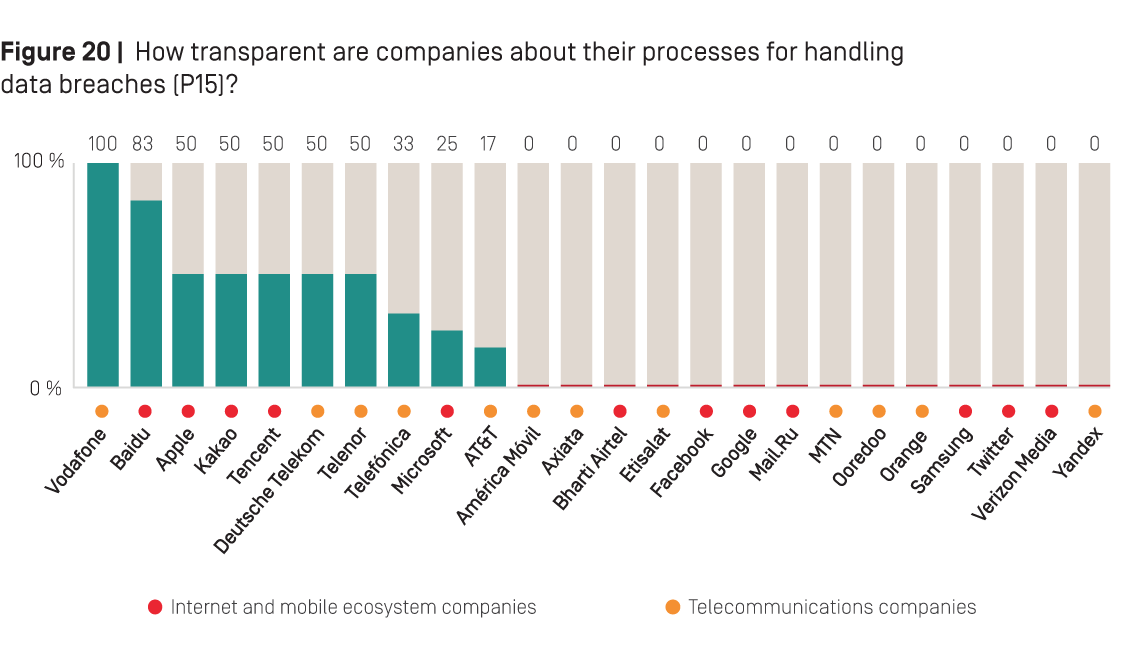 Figure 20 | How transparent are companies about their processes for handling
data breaches (P15)?
100 83 50 50 50 50 50 33 25 17 0 0 0 0 0 0 0 0 0 0 0 0 0 0
100 %
0 %
Vodafone
Baidu
Apple
Kakao
Tencent
Deutsche Telekom
Telenor
Telefónica
Microsoft
AT&T
América Móvil
Axiata
Bharti Airtel
Etisalat
Facebook
Google
Mail.Ru
MTN
Ooredoo
Orange
Samsung
Twitter
Verizon Media
Yandex
Internet and mobile ecosystem companies
Telecommunications companies